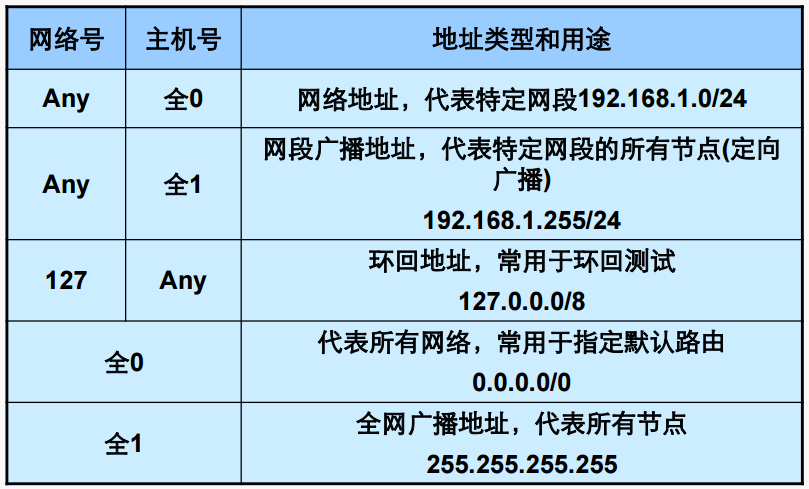 网络号 主机号 地址类型和用途
Any 全0 网络地址，代表特定网段192.168.1.0/24
Any 全1 网段广播地址，代表特定网段的所有节点(定向
广播)
192.168.1.255/24
127 Any 环回地址，常用于环回测试
127.0.0.0/8
全0 代表所有网络，常用于指定默认路由
0.0.0.0/0
全1 全网广播地址，代表所有节点
255.255.255.255